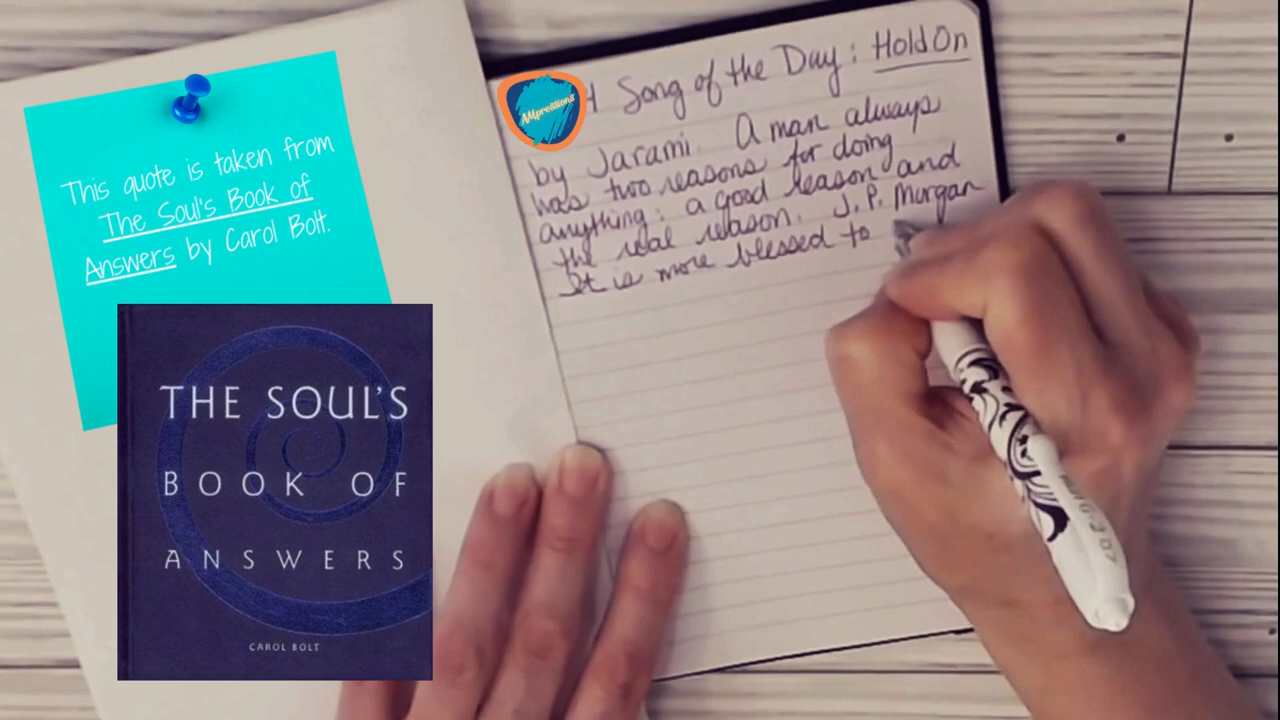 This quote is taken from
The Soul's Book of
Answers by Carol Bolt.
THE SOUL'S
BOOK OF
ANSWERS
CAROL BOLT
AMpressions
Song of the Day: Hold On
by Jarami. A man always
has two reasons for doing
anything: a good reason and
the real reason. J.P. Morgan
It is more blessed to